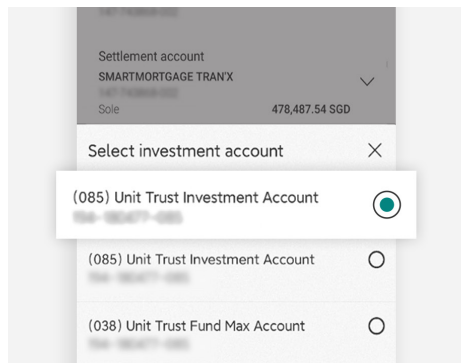 Settlement account
SMARTMORTGAGE TRAN'X
Sole 478,487.54 SGD
Select investment account
(085) Unit Trust Investment Account
(085) Unit Trust Investment Account
(038) Unit Trust Fund Max Account